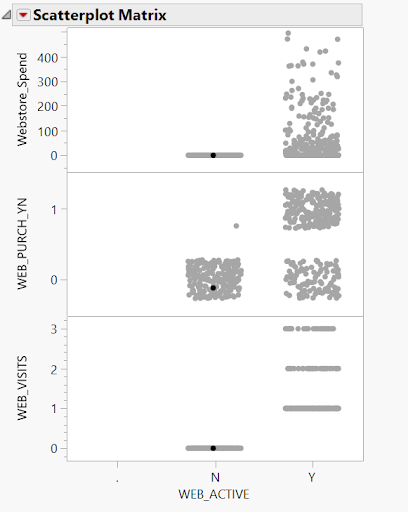 Scatterplot Matrix
Webstore_Spend
400
300
200
100
0
WEB_PURCH_YN
1
0
WEB_VISITS
3
2
1
0
. N Y
WEB_ACTIVE